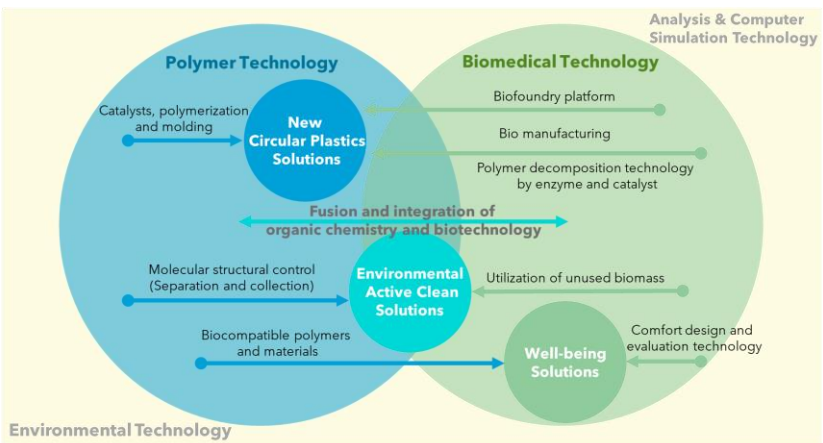 Analysis & Computer
Simulation Technology
Polymer Technology
Biomedical Technology
Catalysts, polymerization
and molding
New
Circular Plastics
Solutions
Biofoundry platform
Bio manufacturing
Polymer decomposition technology
by enzyme and catalyst
Fusion and integration of
organic chemistry and biotechnology
Molecular structural control
(Separation and collection)
Environmental
Active Clean
Solutions
Utilization of unused biomass
Biocompatible polymers
and materials
Well-being
Solutions
Comfort design and
evaluation technology
Environmental Technology